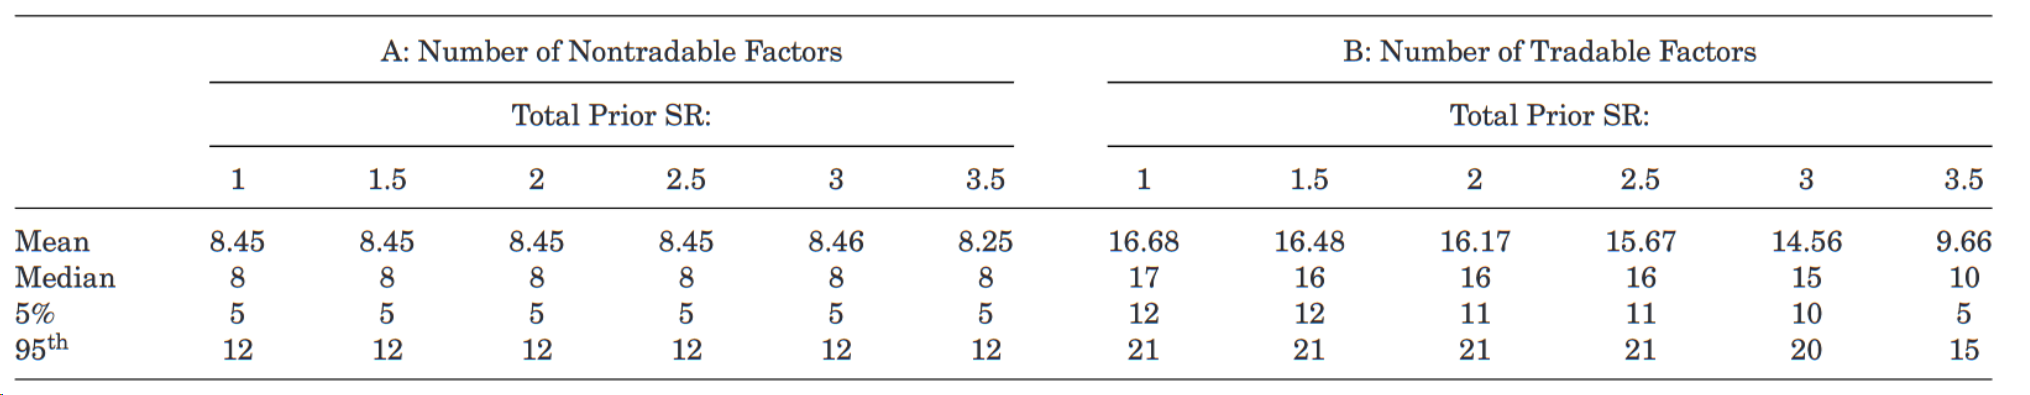 A: Number of Nontradable Factors B: Number of Tradable Factors
Total Prior SR: Total Prior SR:
1 1.5 2 2.5 3 3.5 1 1.5 2 2.5 3 3.5
Mean 8.45 8.45 8.45 8.45 8.46 8.25 16.68 16.48 16.17 15.67 14.56 9.66
Median 8 8 8 8 8 8 17 16 16 16 15 10
5% 5 5 5 5 5 5 12 12 11 11 10 5
95th 12 12 12 12 12 12 21 21 21 21 20 15